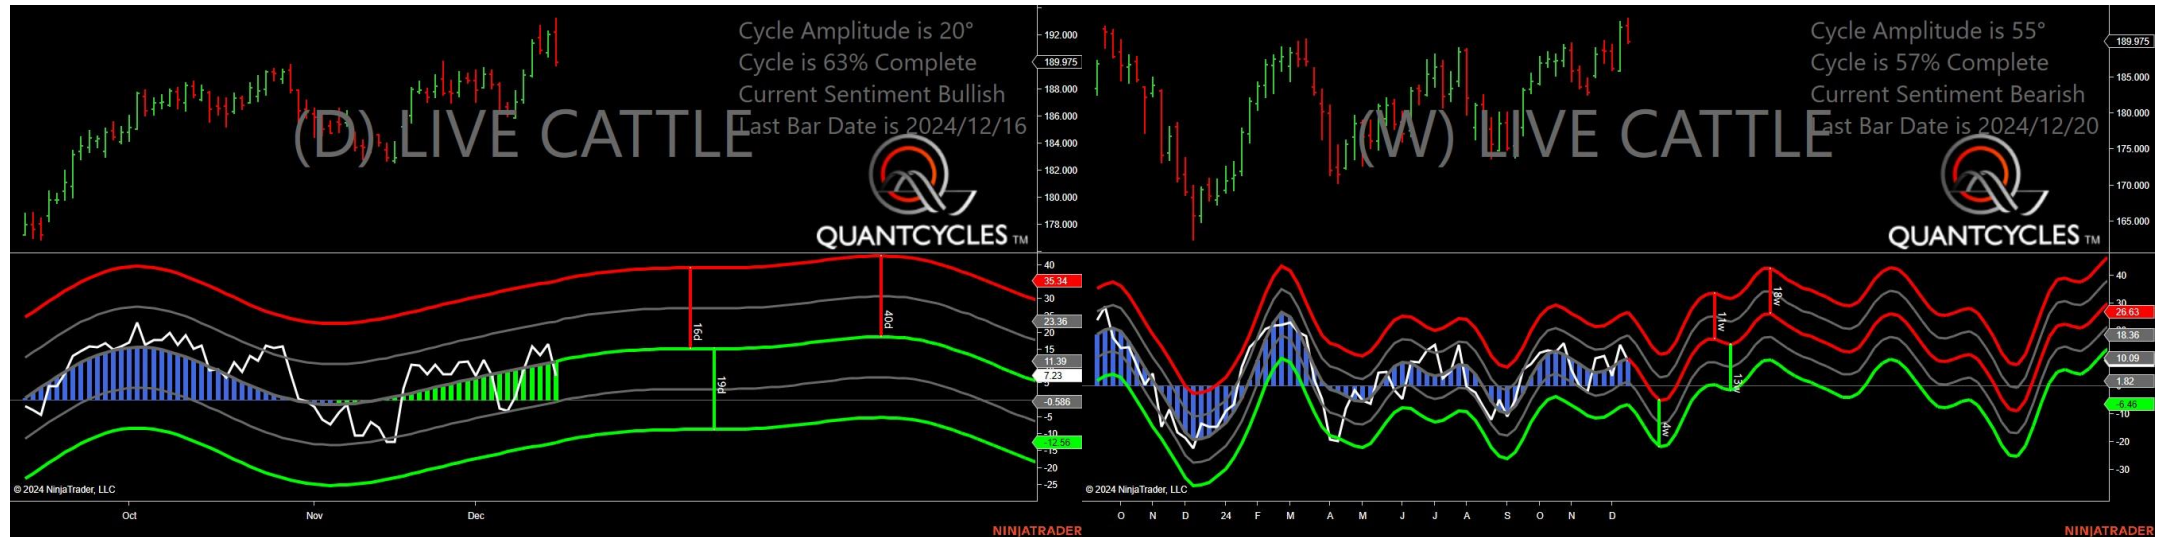 Cycle Amplitude is 20°
Cycle is 63% Complete
Current Sentiment Bullish
Last Bar Date is 2024/12/16
(D) LIVE CATTLE
QUANTCYCLES TM
192.000
189.975
188.000
186.000
184.000
182.000
180.000
178.000
40
35.34
30
23.36
20
15
11.39
7.23
-0.586
-5
-10
-12.56
-15
-20
-25
16d
19d
40d
© 2024 NinjaTrader, LLC
Oct Nov Dec
NINJATRADER
Cycle Amplitude is 55°
Cycle is 57% Complete
Current Sentiment Bearish
Last Bar Date is 2024/12/20
(W) LIVE CATTLE
QUANTCYCLES TM
189.975
185.000
180.000
175.000
170.000
165.000
40
30
26.63
18.36
10.09
1.82
-6.46
-10
-20
-30
4w
11w
13w
18w
© 2024 NinjaTrader, LLC
O N D 24 F M A M J J A S O N D
NINJATRADER